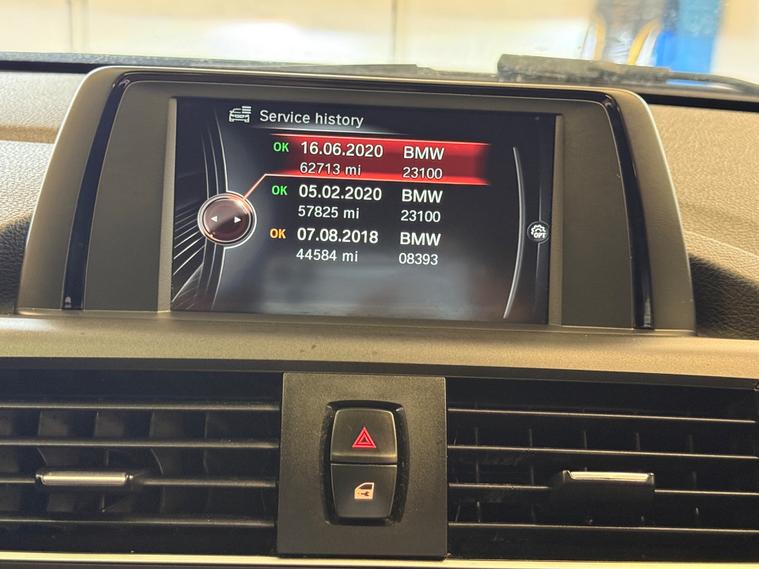 Service history
OK 16.06.2020 BMW
62713 mi 23100
OK 05.02.2020 BMW
57825 mi 23100
OPT
OK 07.08.2018 BMW
44584 mi 08393